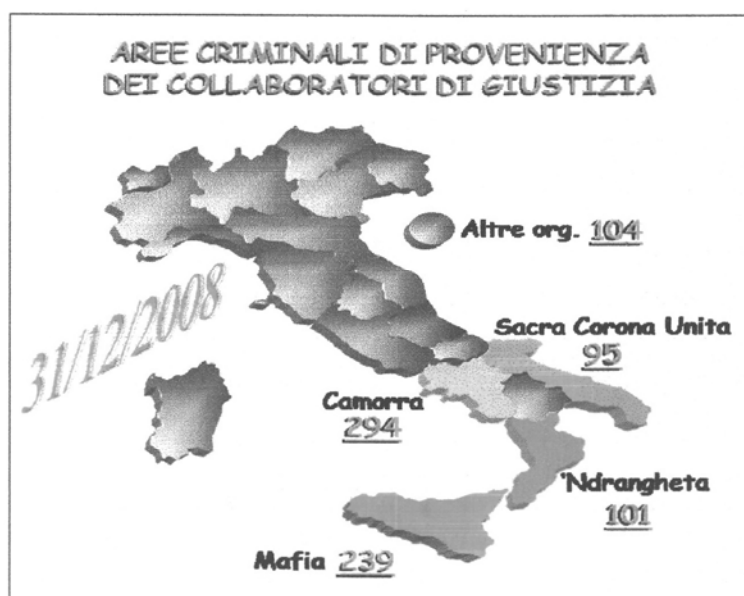 AREE CRIMINALI DI PROVENIENZA
DEI COLLABORATORI DI GIUSTIZIA
Altre org. 104
31/12/2008
Sacra Corona Unita
95
Camorra
294
'Ndrangheta
101
Mafia 239